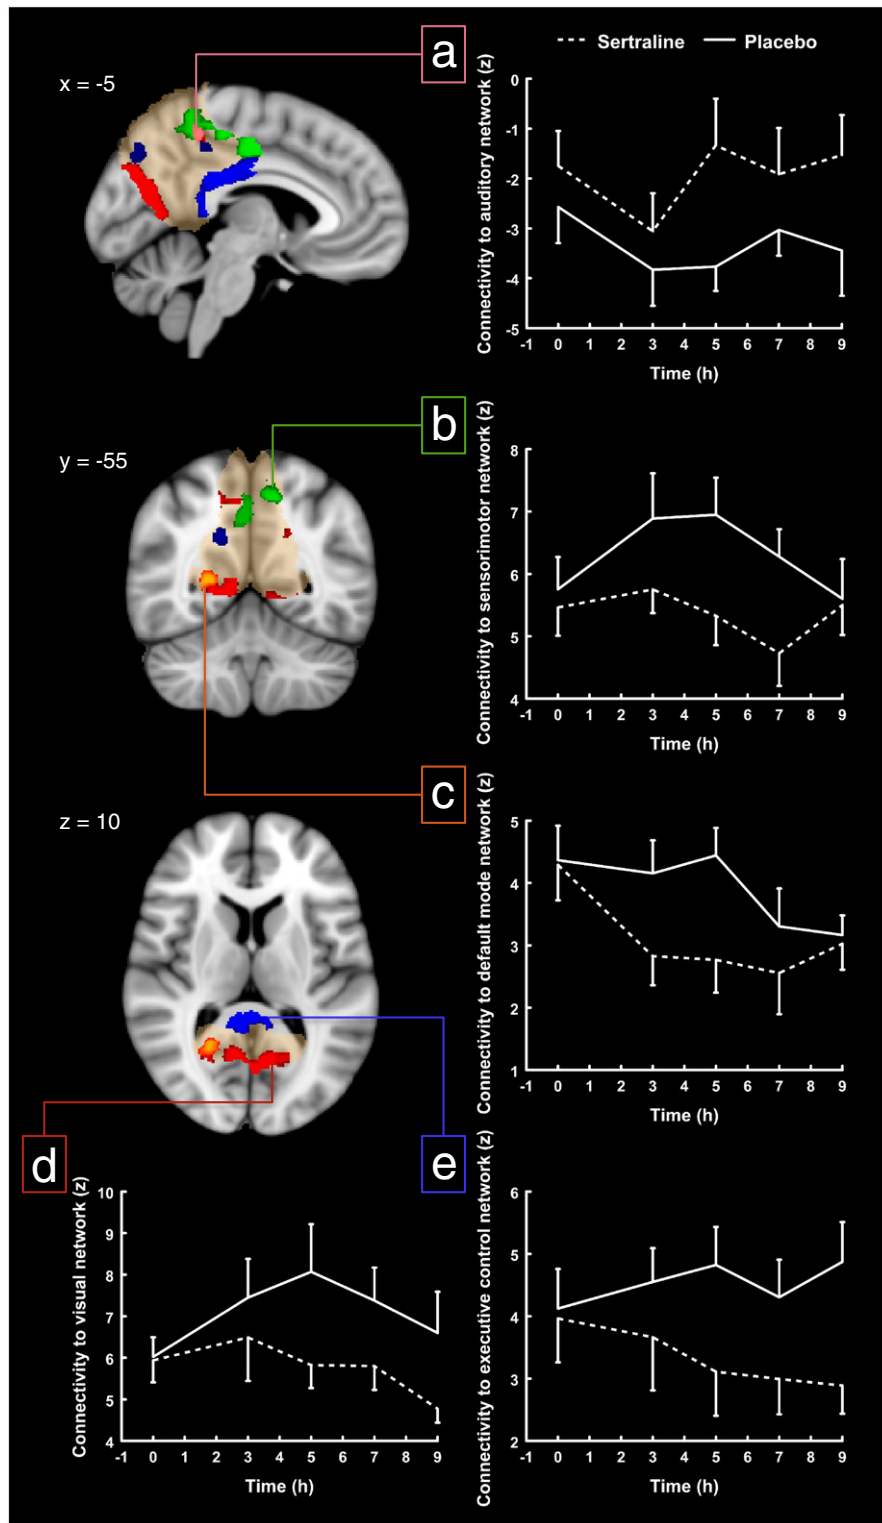 a
Sertraline
Placebo
x = -5
Connectivity to auditory network (z)
0
-1
-2
-3
-4
-5
-1 0 1 2 3 4 5 6 7 8 9
Time (h)
b
y = -55
Connectivity to sensorimotor network (z)
8
7
6
5
4
-1 0 1 2 3 4 5 6 7 8 9
Time (h)
c
z = 10
Connectivity to default mode network (z)
5
4
3
2
1
-1 0 1 2 3 4 5 6 7 8 9
Time (h)
d
Connectivity to visual network (z)
10
9
8
7
6
5
4
-1 0 1 2 3 4 5 6 7 8 9
Time (h)
e
Connectivity to executive control network (z)
6
5
4
3
2
-1 0 1 2 3 4 5 6 7 8 9
Time (h)